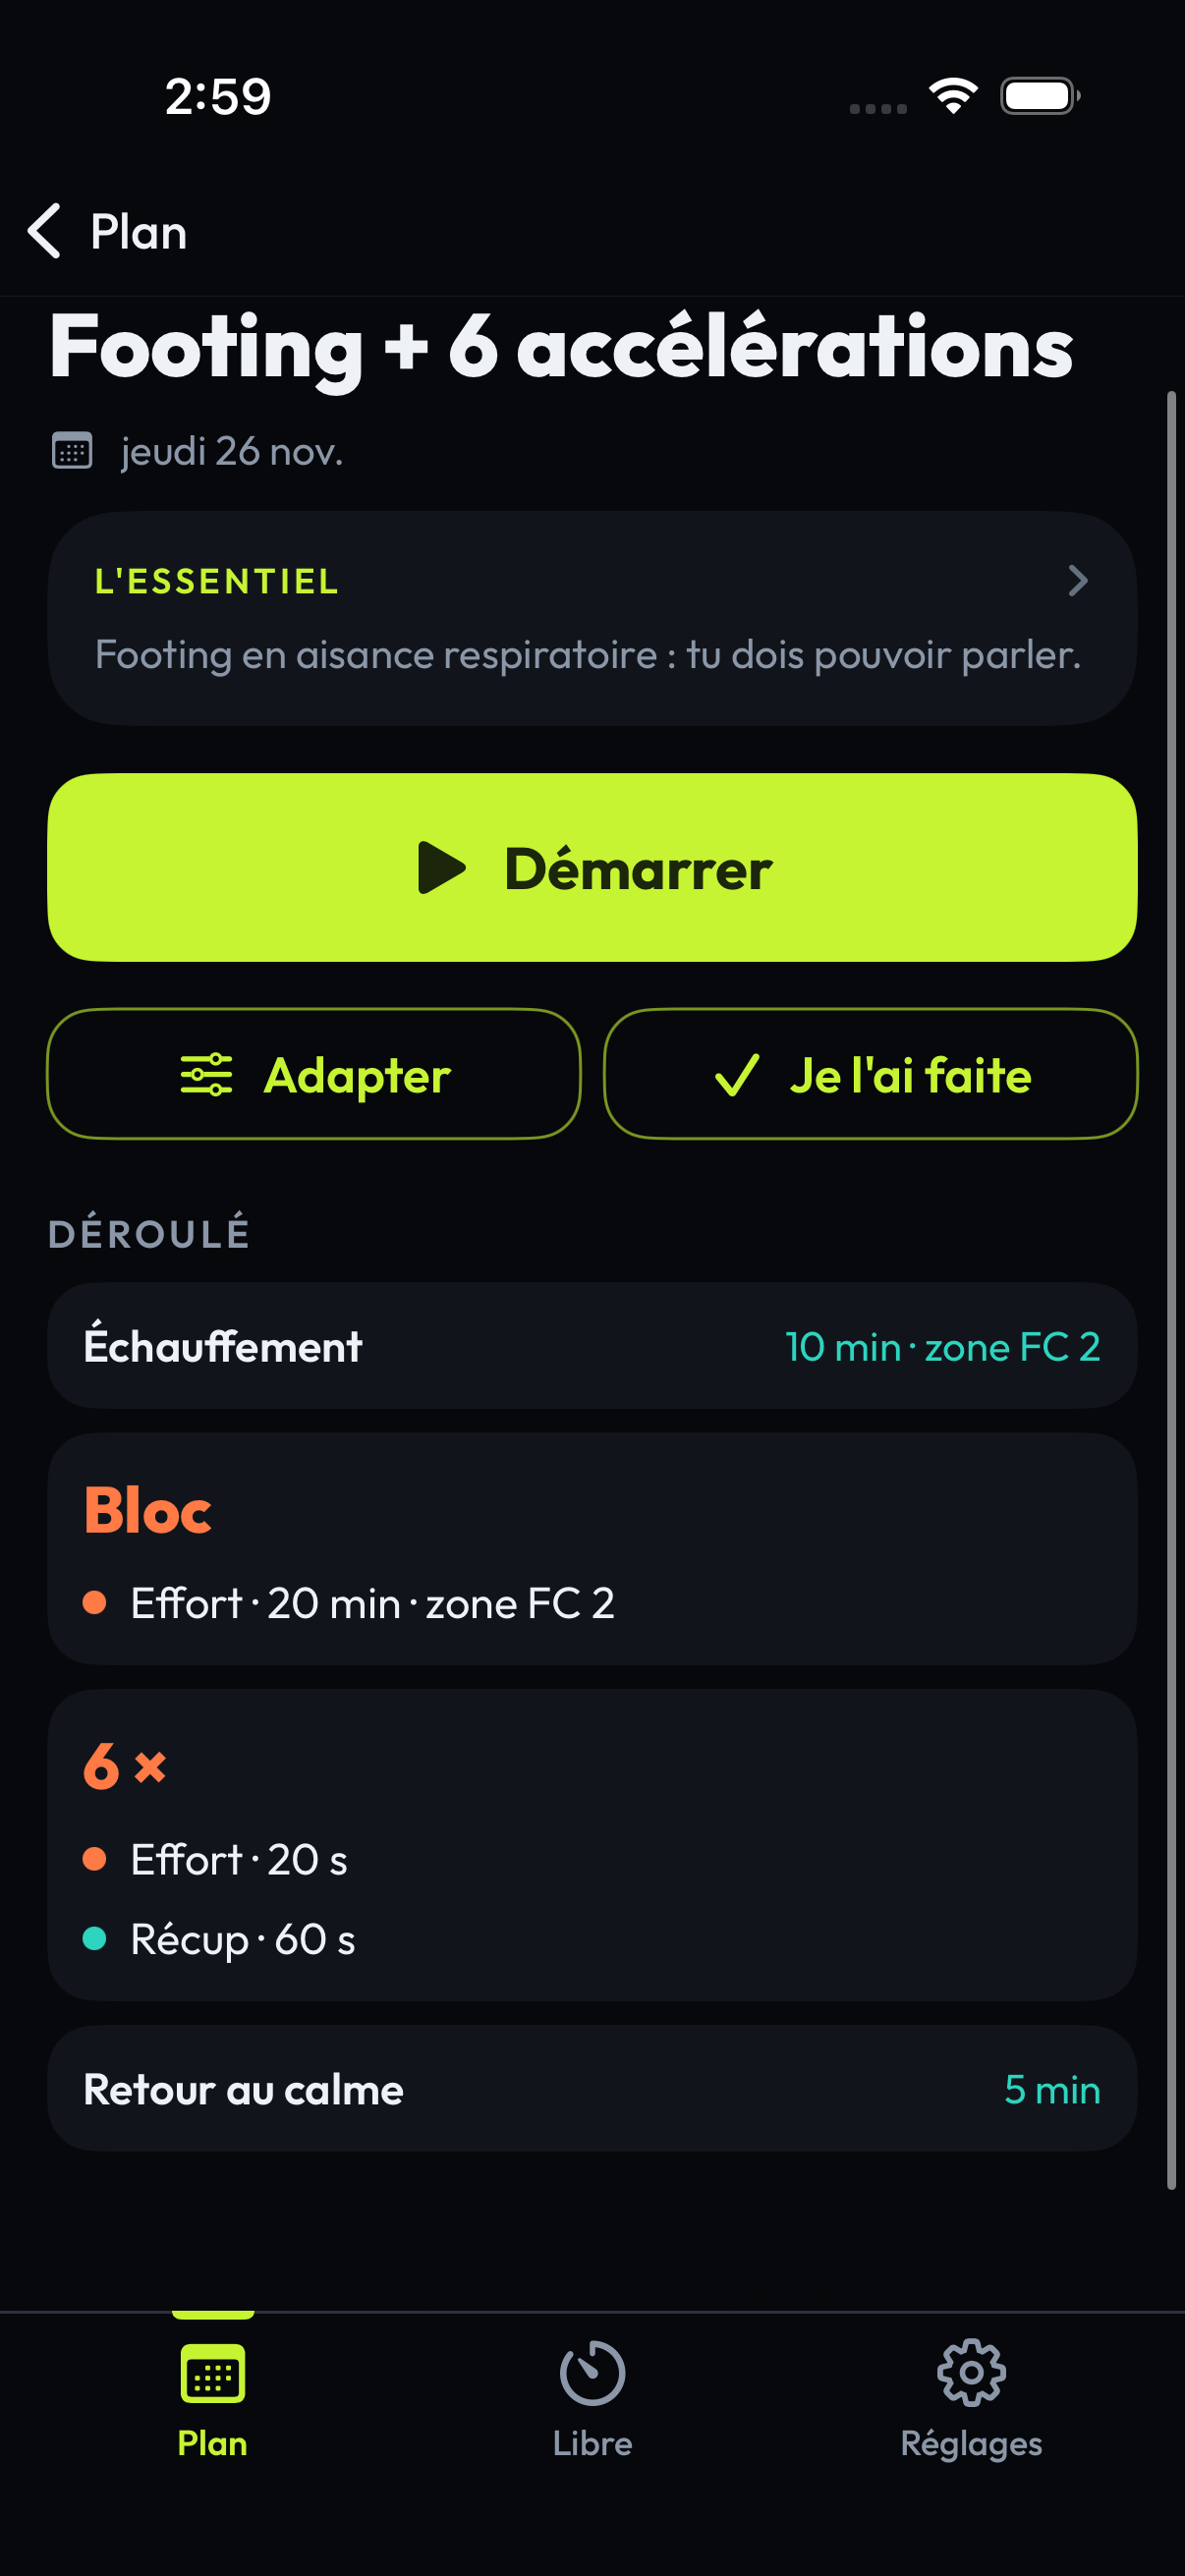 2:59
Plan
Footing + 6 accélérations
jeudi 26 nov.
L'ESSENTIEL
Footing en aisance respiratoire : tu dois pouvoir parler.
Démarrer
Adapter
Je l'ai faite
DÉROULÉ
Échauffement
10 min · zone FC 2
Bloc
Effort · 20 min · zone FC 2
6 ×
Effort · 20 s
Récup · 60 s
Retour au calme
5 min
Plan
Libre
Réglages